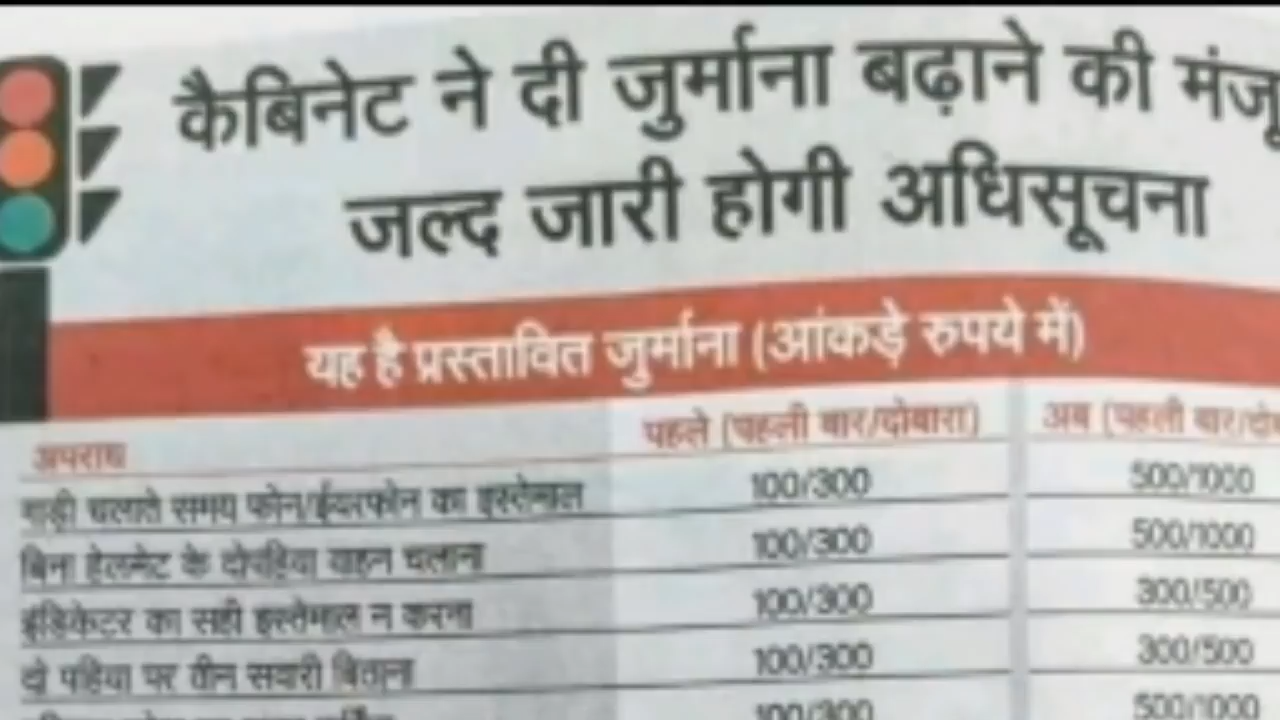 कैबिनेट ने दी जुर्माना बढ़ाने की मंजू
जल्द जारी होगी अधिसूचना
यह है प्रस्तावित जुर्माना (आंकड़े रुपये में)
अपराध पहले (पहली बार/दोबारा) अब (पहली बार/दोबा
गाड़ी चलाते समय फोन/ईयरफोन का इस्तेमाल 100/300 500/1000
बिना हेलमेट के दोपहिया वाहन चलाना 100/300 500/1000
इंडिकेटर का सही इस्तेमाल न करना 100/300 300/500
दो पहिया पर तीन सवारी बिठाना 100/300 300/500
100/300 500/1000